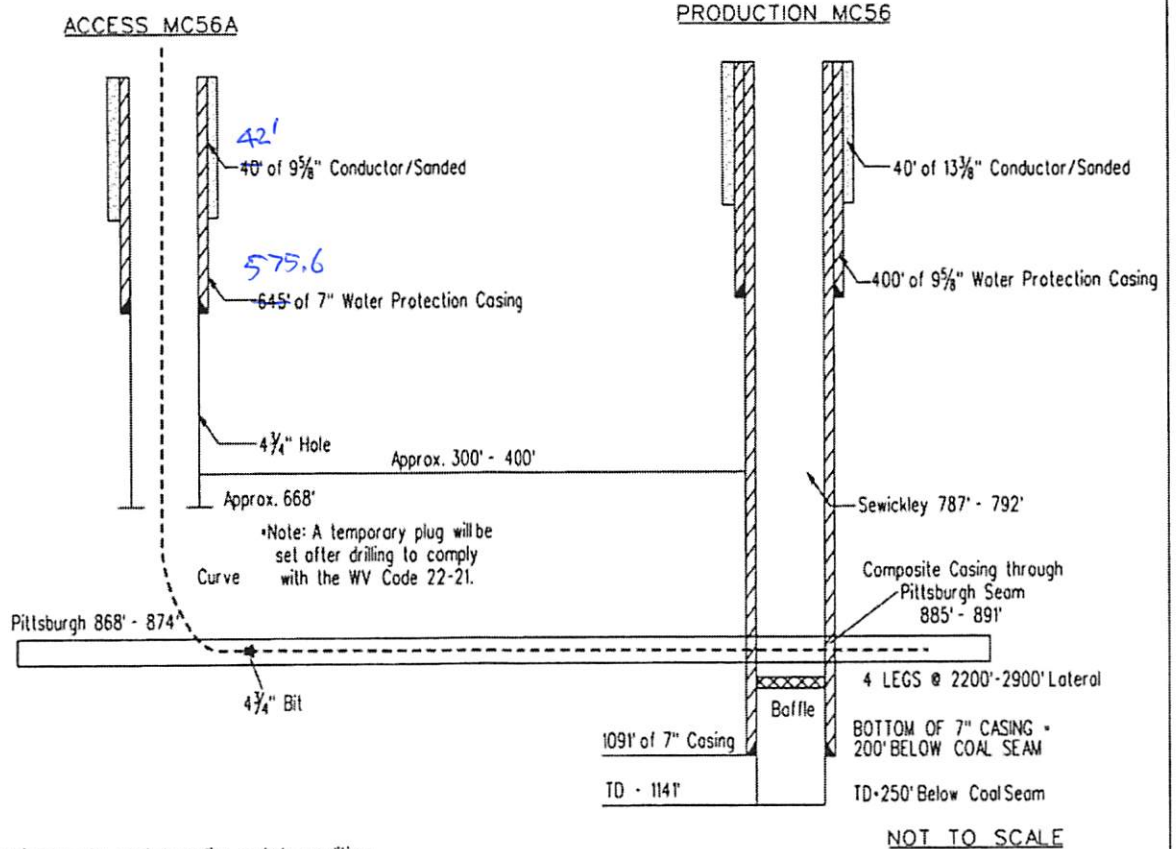 ACCESS MC56A
PRODUCTION MC56
42'
40' of 9⅝" Conductor/Sanded
575.6
645' of 7" Water Protection Casing
4¾" Hole
Approx. 300' - 400'
Approx. 668'
*Note: A temporary plug will be
set after drilling to comply
with the WV Code 22-21.
Curve
Pittsburgh 868' - 874'
4¾" Bit
40' of 13⅜" Conductor/Sanded
400' of 9⅝" Water Protection Casing
Sewickley 787' - 792'
Composite Casing through
Pittsburgh Seam
885' - 891'
4 LEGS @ 2200'-2900' Lateral
Baffle
1091' of 7" Casing
BOTTOM OF 7" CASING =
200' BELOW COAL SEAM
TD - 1141'
TD=250' Below Coal Seam
NOT TO SCALE